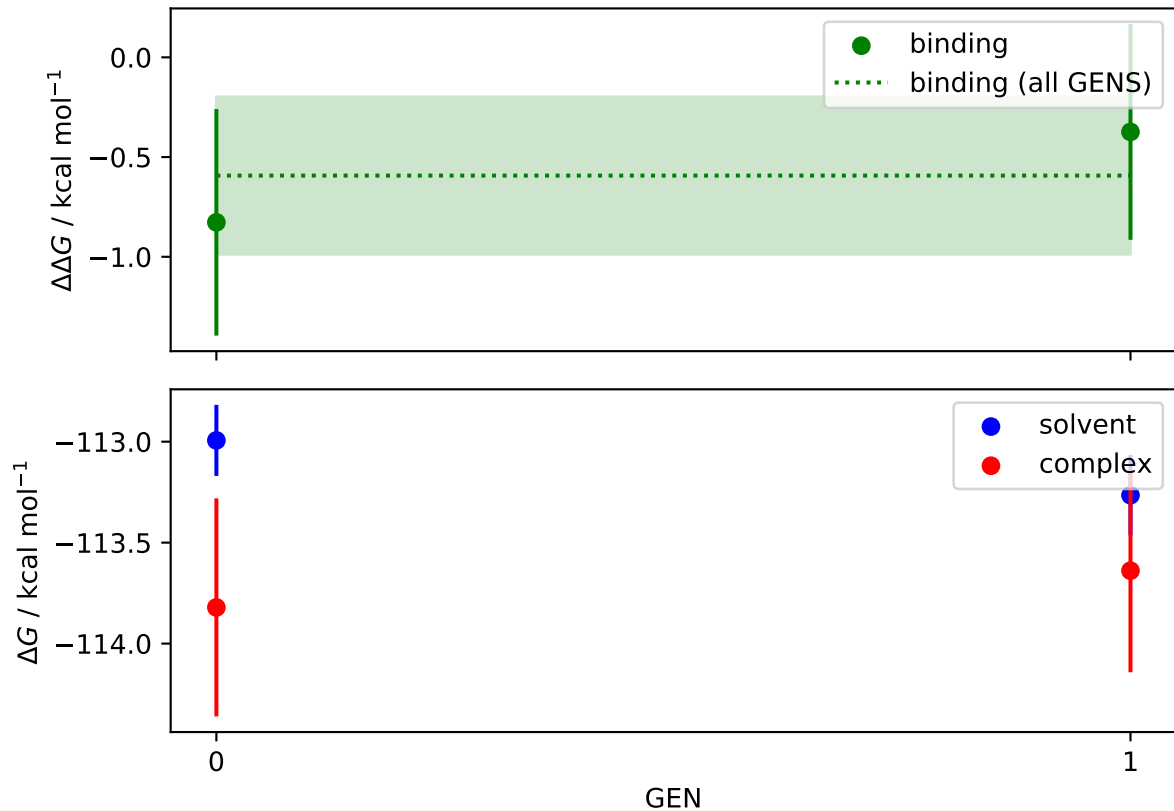 binding
binding (all GENS)
0.0
−0.5
−1.0
ΔΔG / kcal mol⁻¹
solvent
complex
−113.0
−113.5
−114.0
ΔG / kcal mol⁻¹
0 1
GEN